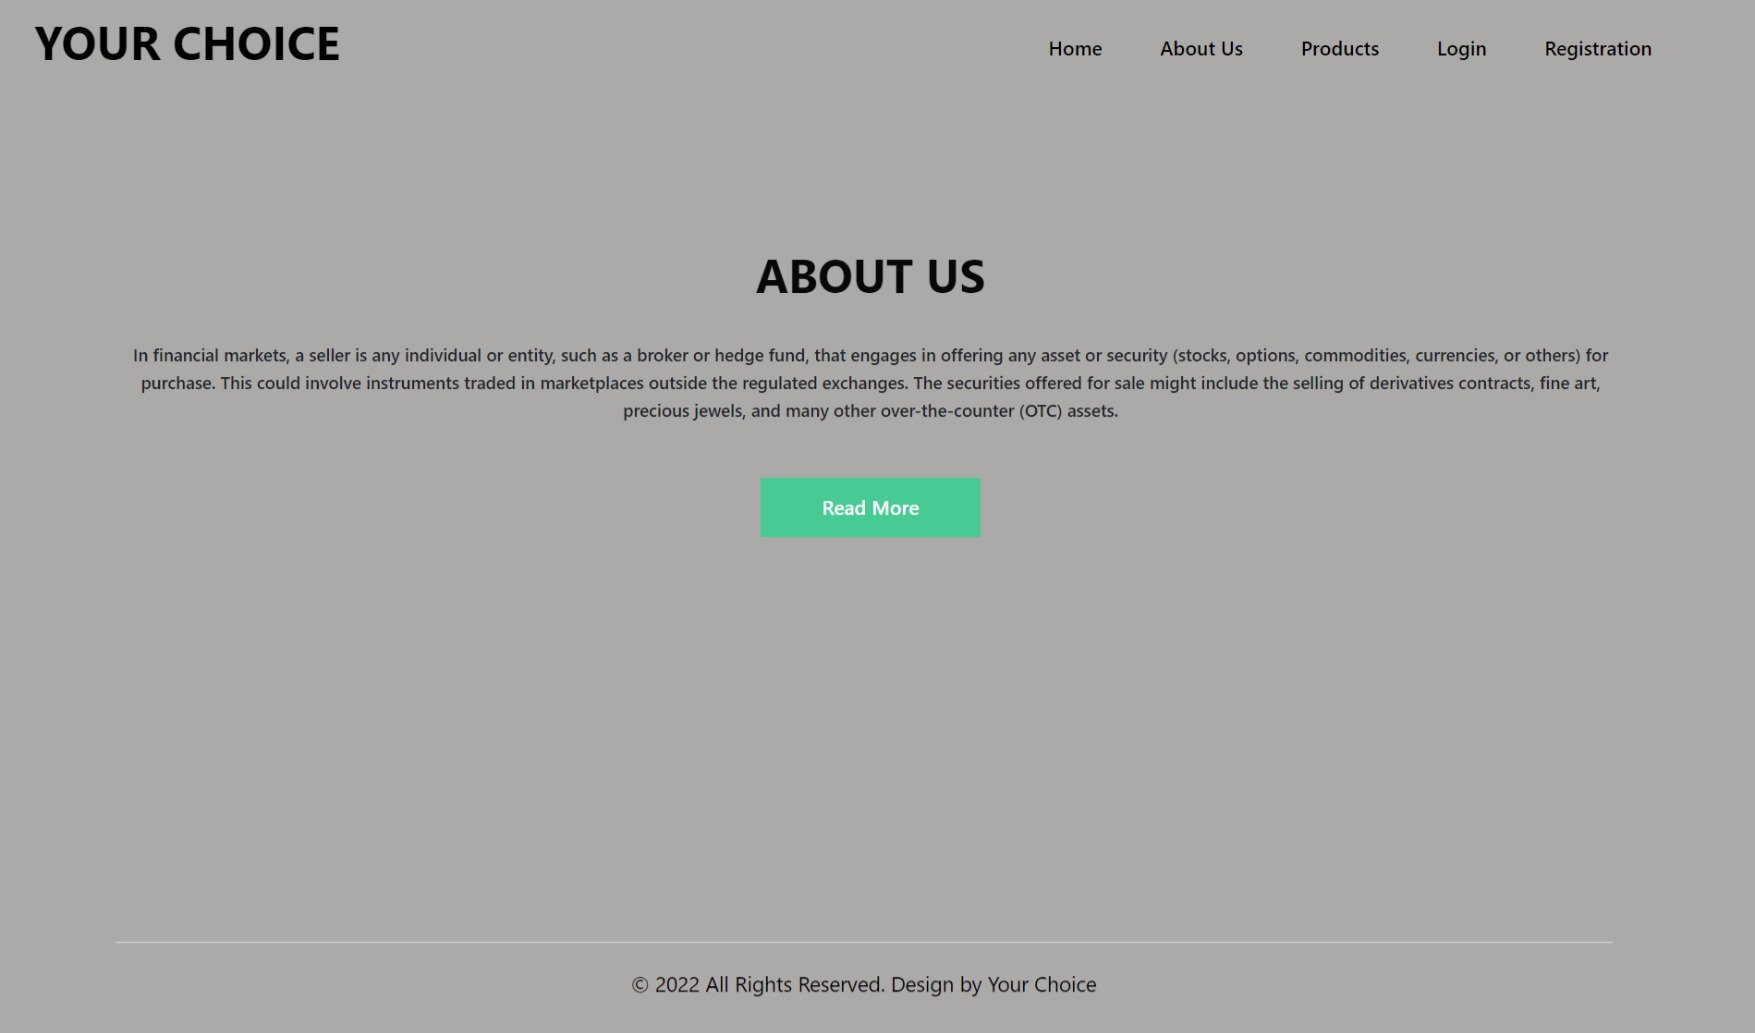 YOUR CHOICE
Home About Us Products Login Registration
ABOUT US
In financial markets, a seller is any individual or entity, such as a broker or hedge fund, that engages in offering any asset or security (stocks, options, commodities, currencies, or others) for
purchase. This could involve instruments traded in marketplaces outside the regulated exchanges. The securities offered for sale might include the selling of derivatives contracts, fine art,
precious jewels, and many other over-the-counter (OTC) assets.
Read More
© 2022 All Rights Reserved. Design by Your Choice